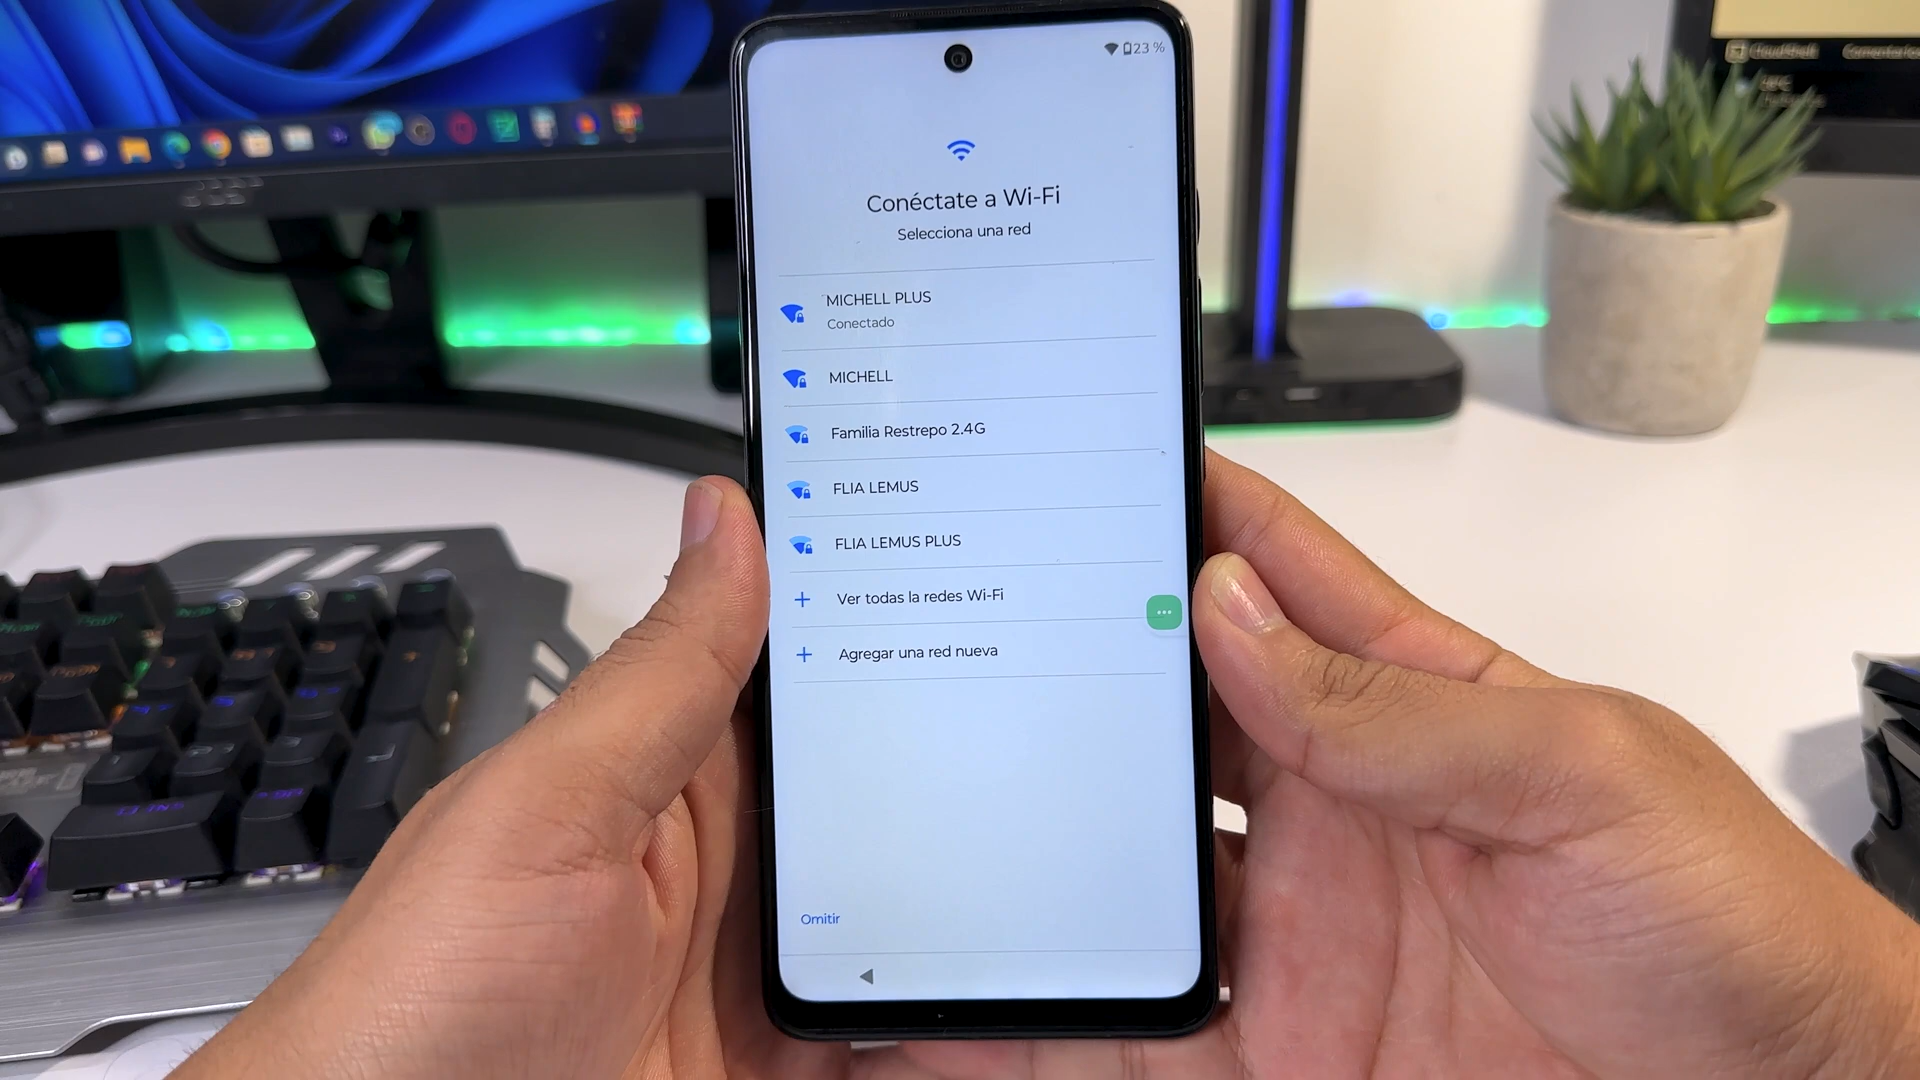 23 %
Conéctate a Wi-Fi
Selecciona una red
MICHELL PLUS
Conectado
MICHELL
Familia Restrepo 2.4G
FLIA LEMUS
FLIA LEMUS PLUS
Ver todas la redes Wi-Fi
Agregar una red nueva
Omitir